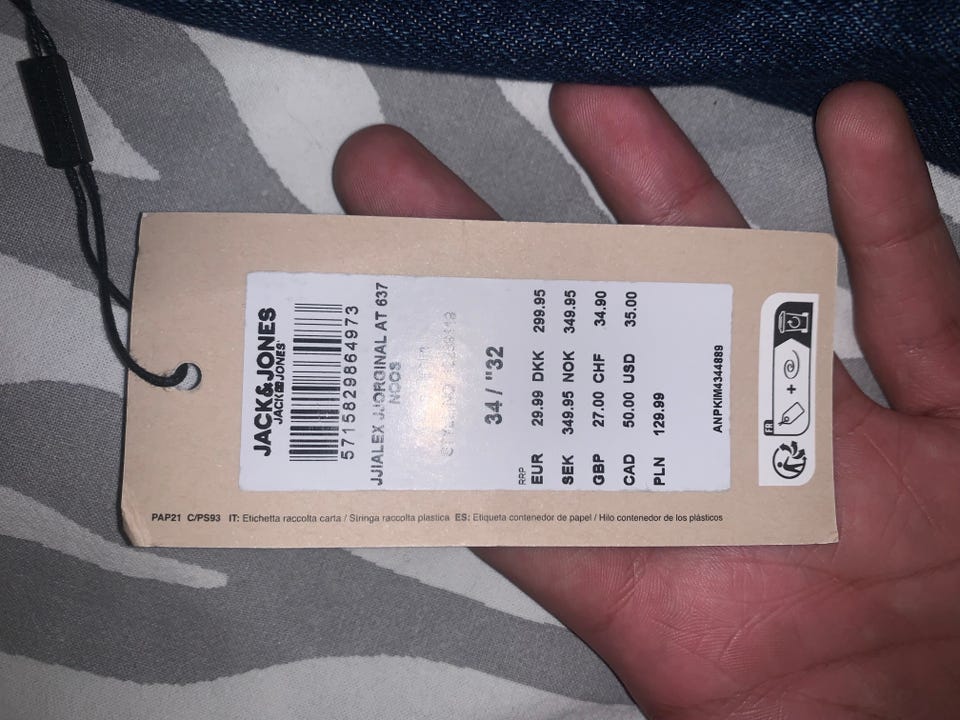 JACK&JONES
JACK&JONES
5715829864973
JJIALEX JJORGINAL AT 637
NOOS
34 / "32
RRP
EUR 29.99 DKK 299.95
SEK 349.95 NOK 349.95
GBP 27.00 CHF 34.90
CAD 50.00 USD 35.00
PLN 129.99
ANPKIM4344889
FR
+
PAP21 C/PS93 IT: Etichetta raccolta carta / Siringa raccolta plastica ES: Etiqueta contenedor de papel / Hilo contenedor de los plásticos